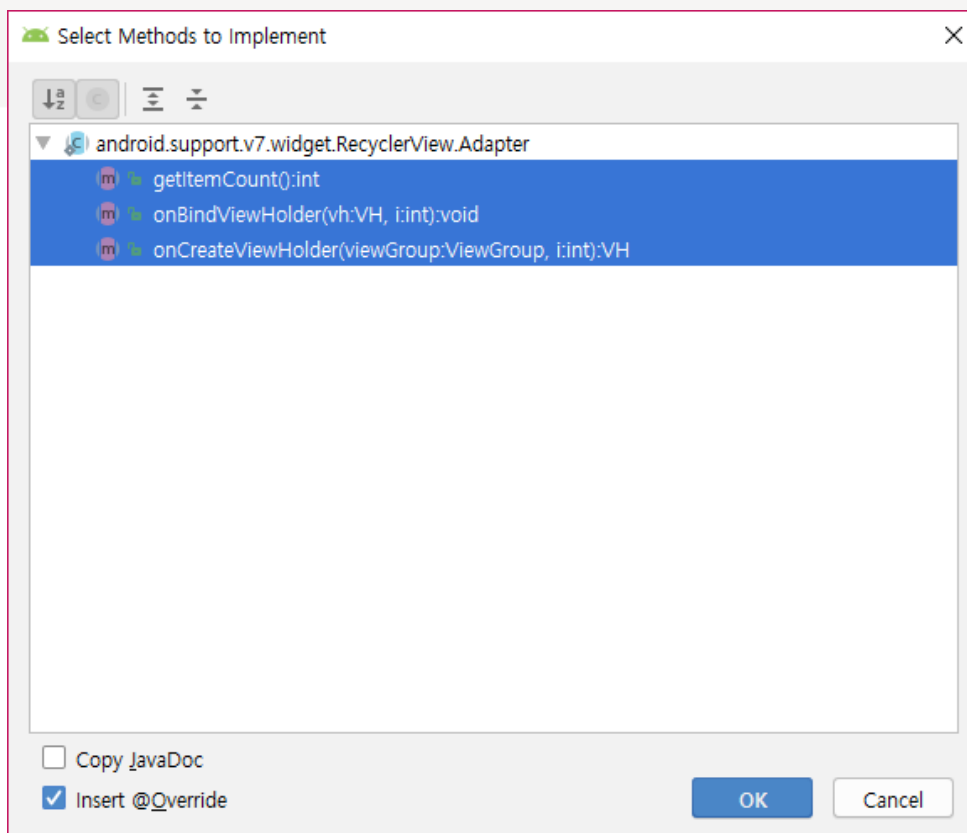 Select Methods to Implement
android.support.v7.widget.RecyclerView.Adapter
getItemCount():int
onBindViewHolder(vh:VH, i:int):void
onCreateViewHolder(viewGroup:ViewGroup, i:int):VH
Copy JavaDoc
Insert @Override
OK Cancel